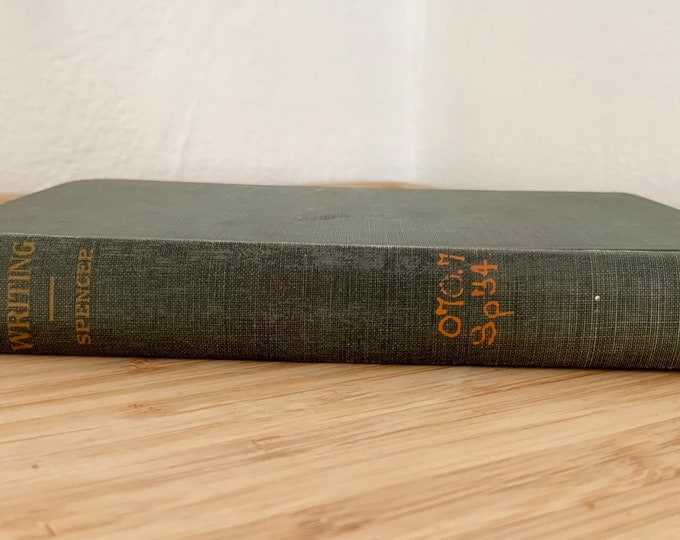 WRITING
SPENCER
070.7
Sp34